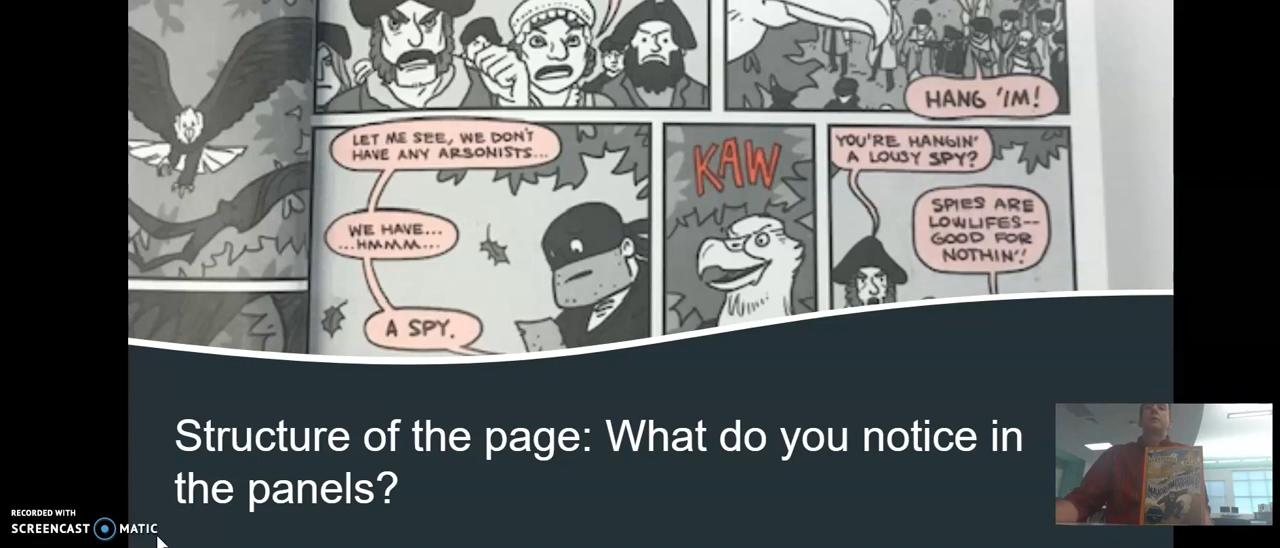 HANG 'IM!
LET ME SEE, WE DON'T
HAVE ANY ARSONISTS...
WE HAVE...
...HMMM...
A SPY.
KAW
YOU'RE HANGIN'
A LOUSY SPY?
SPIES ARE
LOWLIFES--
GOOD FOR
NOTHIN'!
Structure of the page: What do you notice in
the panels?
RECORDED WITH
SCREENCAST MATIC